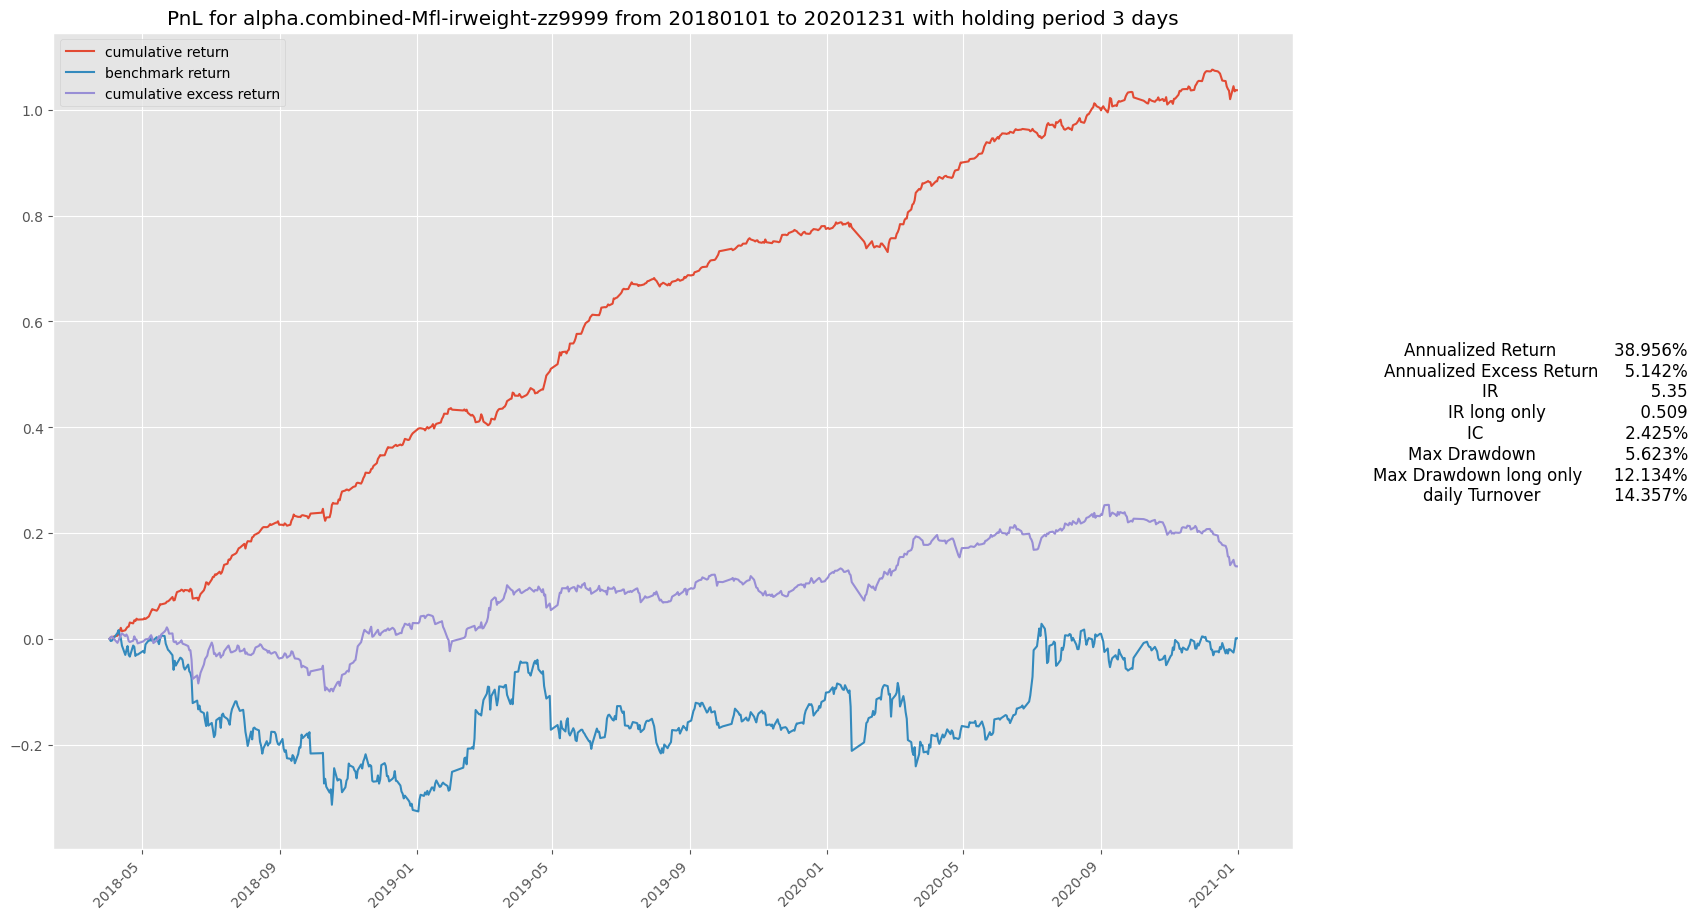 PnL for alpha.combined-Mfl-irweight-zz9999 from 20180101 to 20201231 with holding period 3 days
cumulative return
benchmark return
cumulative excess return
1.0
0.8
0.6
0.4
0.2
0.0
−0.2
2018-05
2018-09
2019-01
2019-05
2019-09
2020-01
2020-05
2020-09
2021-01
Annualized Return 38.956%
Annualized Excess Return 5.142%
IR 5.35
IR long only 0.509
IC 2.425%
Max Drawdown 5.623%
Max Drawdown long only 12.134%
daily Turnover 14.357%